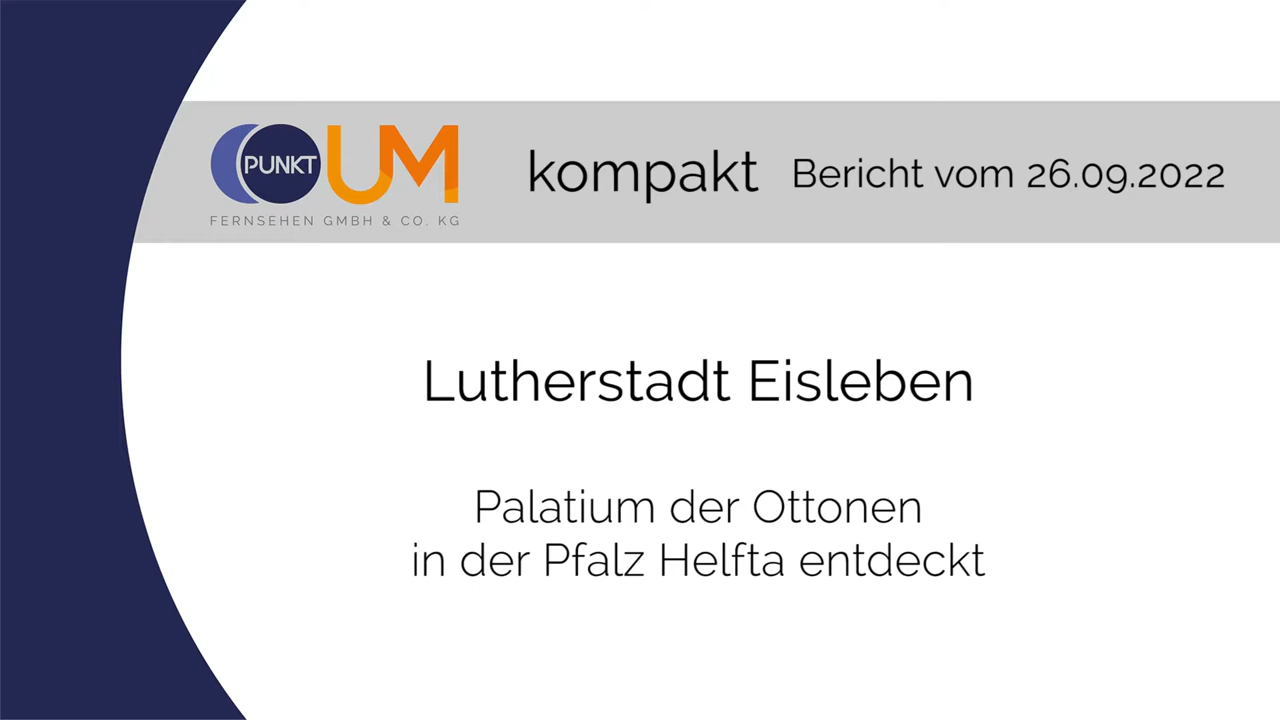 PUNKT UM
FERNSEHEN GMBH & CO. KG
kompakt Bericht vom 26.09.2022
Lutherstadt Eisleben
Palatium der Ottonen
in der Pfalz Helfta entdeckt